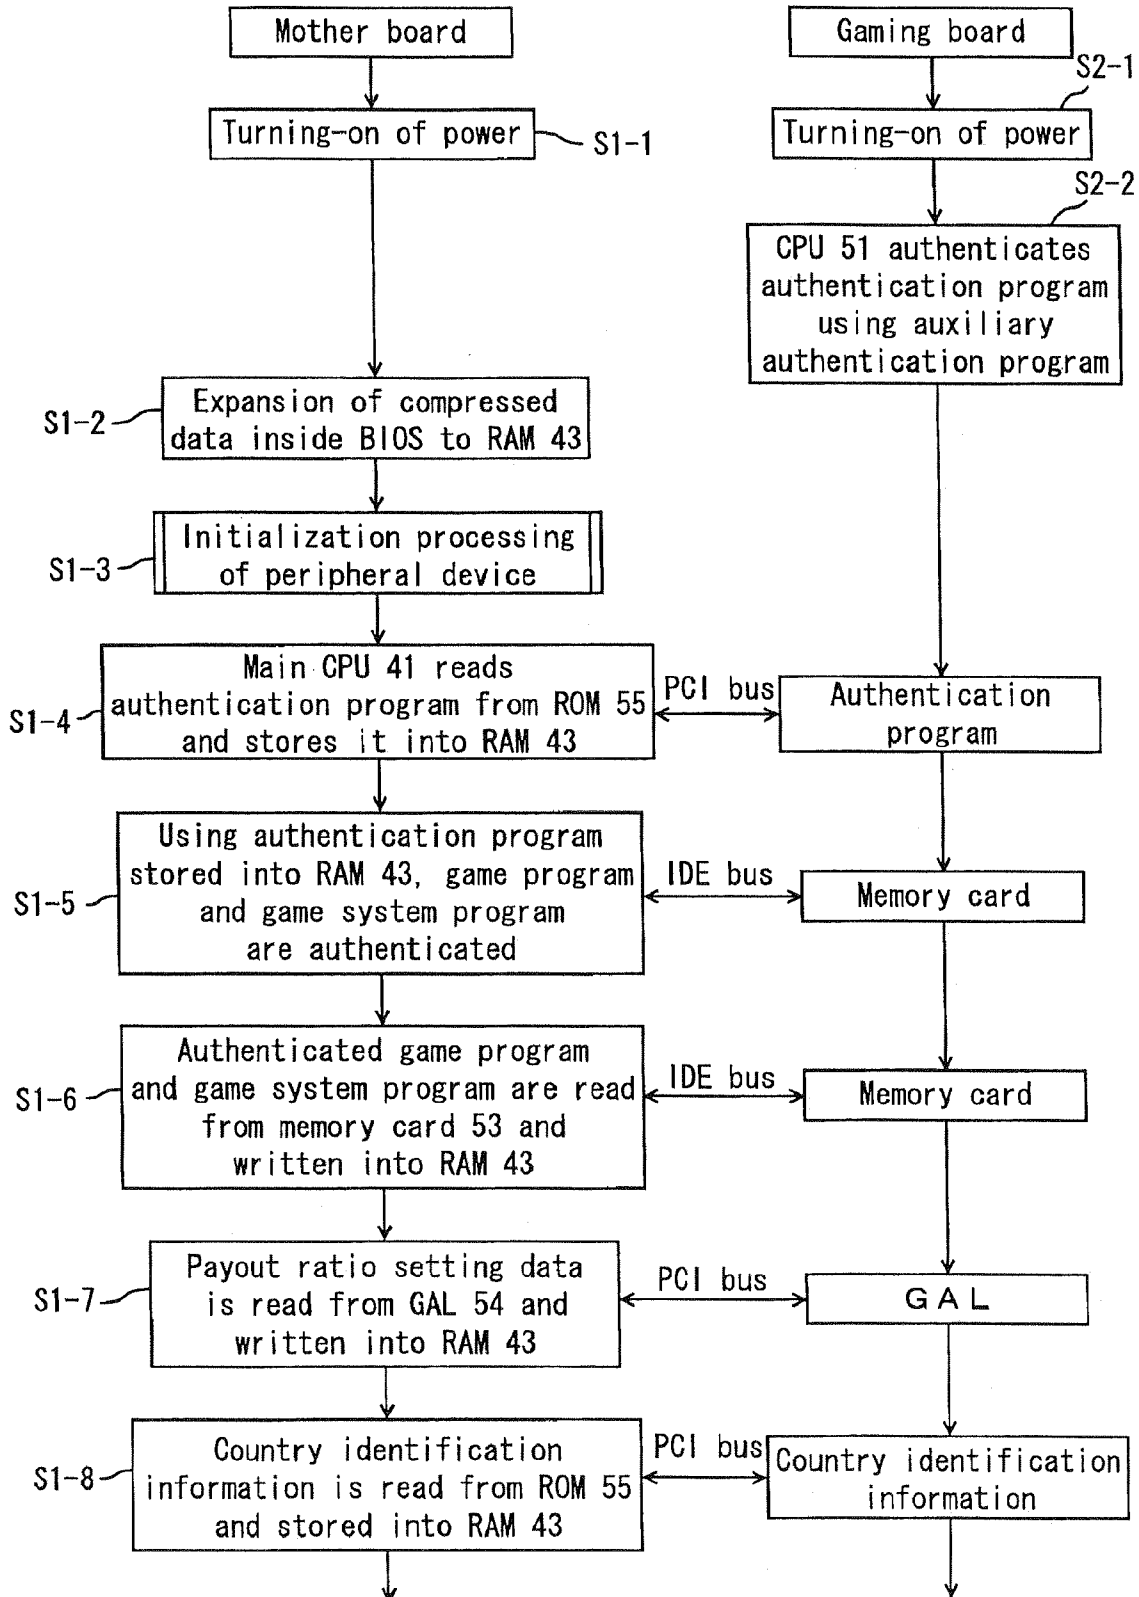 Mother board
Gaming board
S2-1
Turning-on of power
S1-1
Turning-on of power
S2-2
CPU 51 authenticates
authentication program
using auxiliary
authentication program
S1-2
Expansion of compressed
data inside BIOS to RAM 43
S1-3
Initialization processing
of peripheral device
S1-4
Main CPU 41 reads
authentication program from ROM 55
and stores it into RAM 43
PCI bus
Authentication
program
S1-5
Using authentication program
stored into RAM 43, game program
and game system program
are authenticated
IDE bus
Memory card
S1-6
Authenticated game program
and game system program are read
from memory card 53 and
written into RAM 43
IDE bus
Memory card
S1-7
Payout ratio setting data
is read from GAL 54 and
written into RAM 43
PCI bus
GAL
S1-8
Country identification
information is read from ROM 55
and stored into RAM 43
PCI bus
Country identification
information